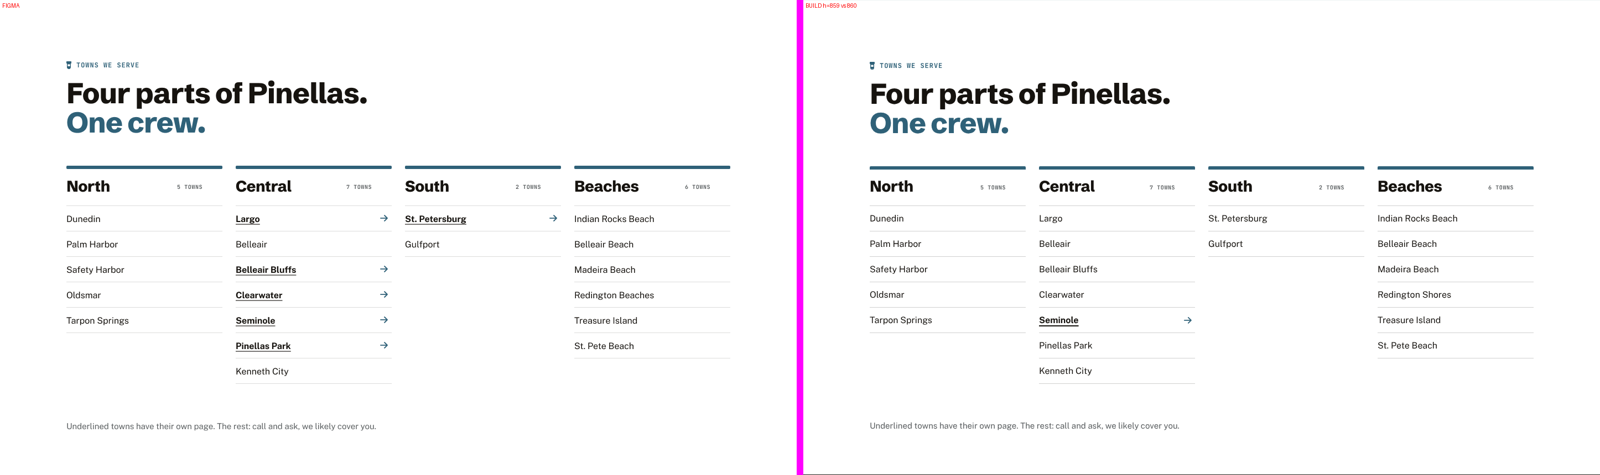 FIGMA
TOWNS WE SERVE
Four parts of Pinellas.
One crew.
North 5 TOWNS
Dunedin
Palm Harbor
Safety Harbor
Oldsmar
Tarpon Springs
Central 7 TOWNS
Largo →
Belleair
Belleair Bluffs →
Clearwater →
Seminole →
Pinellas Park →
Kenneth City
South 2 TOWNS
St. Petersburg →
Gulfport
Beaches 6 TOWNS
Indian Rocks Beach
Belleair Beach
Madeira Beach
Redington Beaches
Treasure Island
St. Pete Beach
Underlined towns have their own page. The rest: call and ask, we likely cover you.
BUILD h=859 vs 860
TOWNS WE SERVE
Four parts of Pinellas.
One crew.
North 5 TOWNS
Dunedin
Palm Harbor
Safety Harbor
Oldsmar
Tarpon Springs
Central 7 TOWNS
Largo
Belleair
Belleair Bluffs
Clearwater
Seminole →
Pinellas Park
Kenneth City
South 2 TOWNS
St. Petersburg
Gulfport
Beaches 6 TOWNS
Indian Rocks Beach
Belleair Beach
Madeira Beach
Redington Shores
Treasure Island
St. Pete Beach
Underlined towns have their own page. The rest: call and ask, we likely cover you.